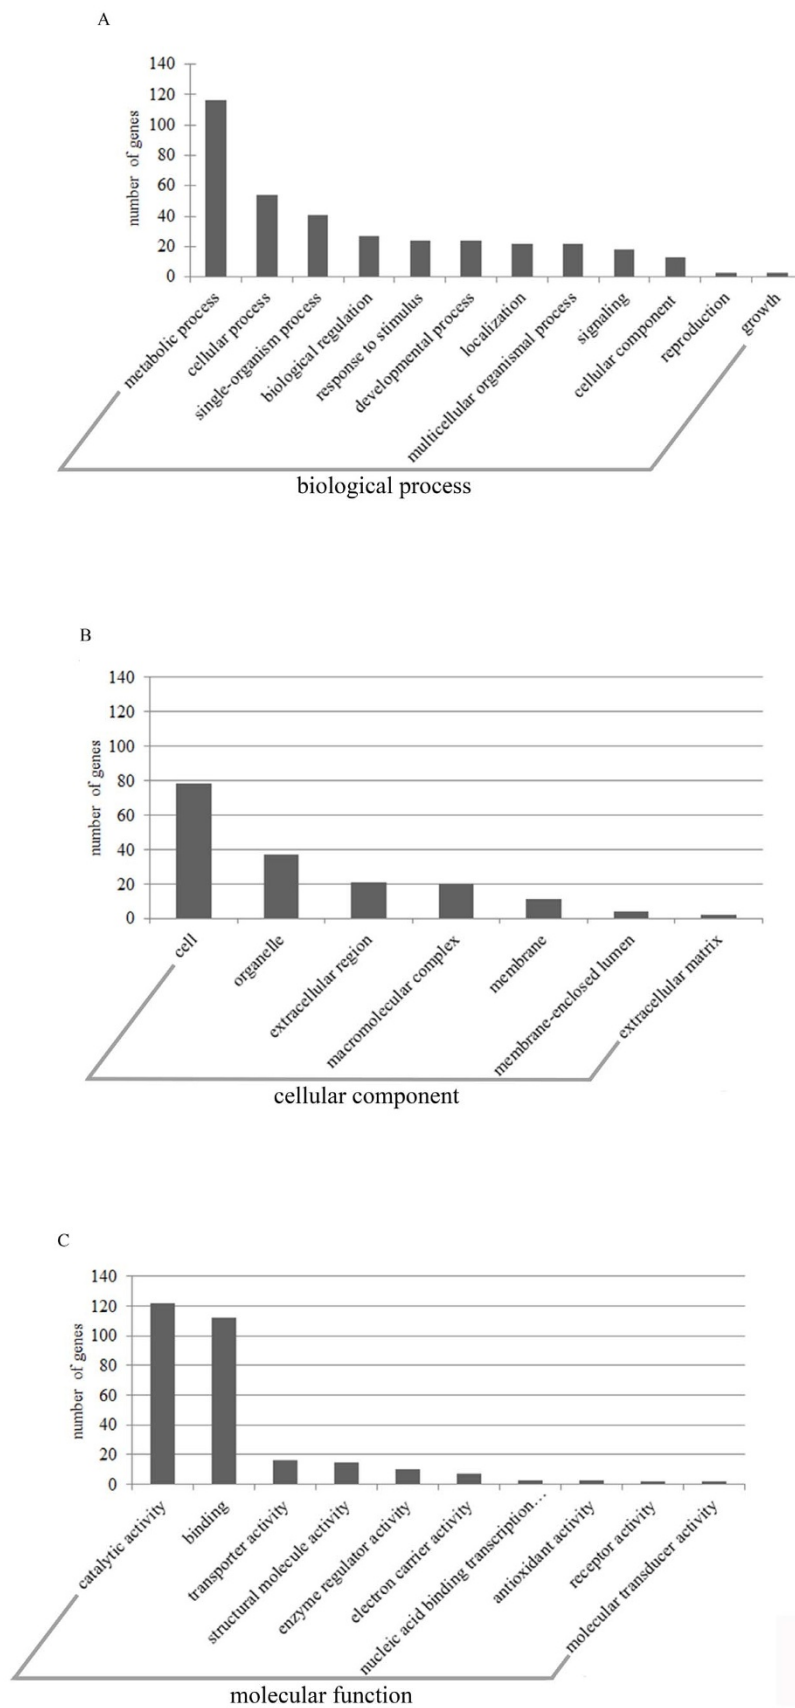 A
140
120
100
80
60
40
20
0
number of genes
metabolic process
cellular process
single-organism process
biological regulation
response to stimulus
developmental process
localization
multicellular organismal process
signaling
cellular component
reproduction
growth
biological process
B
140
120
100
80
60
40
20
0
number of genes
cell
organelle
extracellular region
macromolecular complex
membrane
membrane-enclosed lumen
extracellular matrix
cellular component
C
140
120
100
80
60
40
20
0
number of genes
catalytic activity
binding
transporter activity
structural molecule activity
enzyme regulator activity
electron carrier activity
nucleic acid binding transcription…
antioxidant activity
receptor activity
molecular transducer activity
molecular function